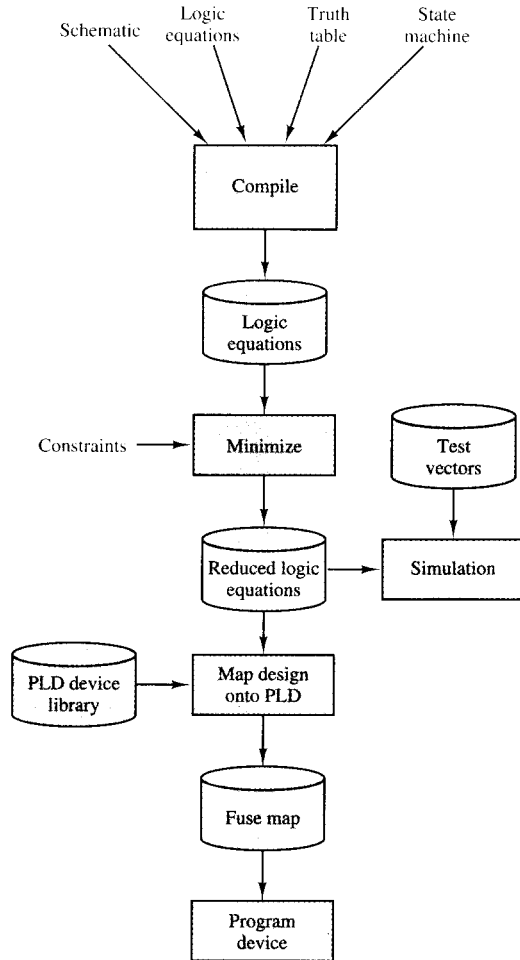 Schematic
Logic
equations
Truth
table
State
machine
Compile
Logic
equations
Constraints
Minimize
Test
vectors
Reduced logic
equations
Simulation
PLD device
library
Map design
onto PLD
Fuse map
Program
device